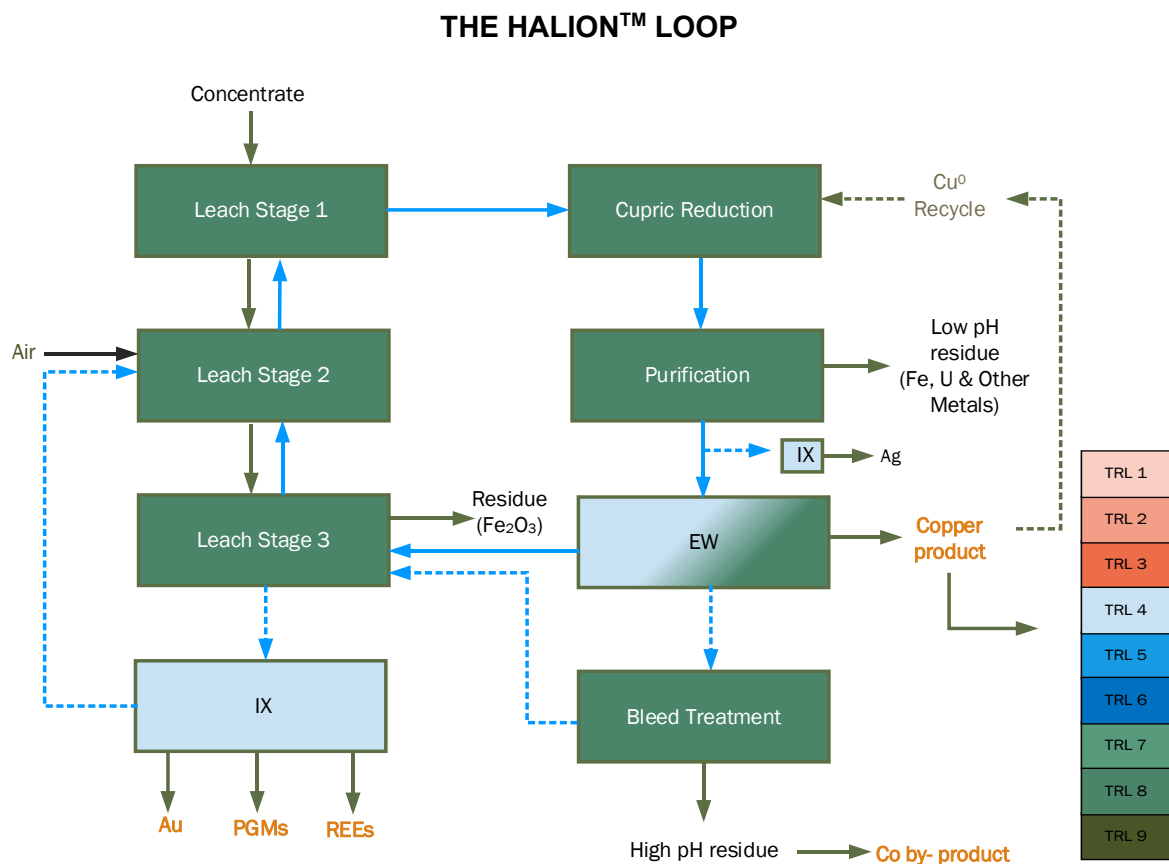 THE HALION™ LOOP
Concentrate
Leach Stage 1
Cupric Reduction
Cu⁰
Recycle
Air
Leach Stage 2
Purification
Low pH
residue
(Fe, U & Other
Metals)
IX
Ag
Leach Stage 3
Residue
(Fe₂O₃)
EW
Copper
product
IX
Bleed Treatment
Au
PGMs
REEs
High pH residue
Co by- product
TRL 1
TRL 2
TRL 3
TRL 4
TRL 5
TRL 6
TRL 7
TRL 8
TRL 9